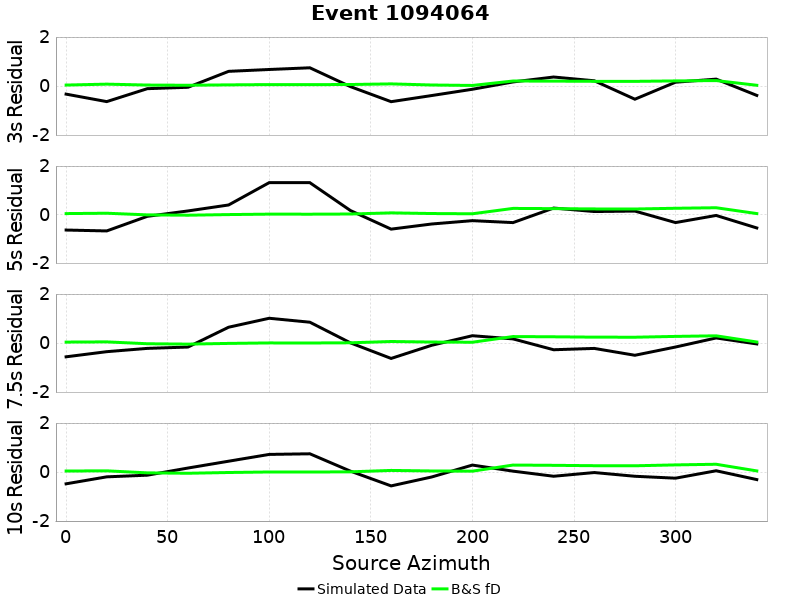 Event 1094064
3s Residual
2
0
-2
5s Residual
2
0
-2
7.5s Residual
2
0
-2
10s Residual
2
0
-2
0 50 100 150 200 250 300
Source Azimuth
Simulated Data B&S fD